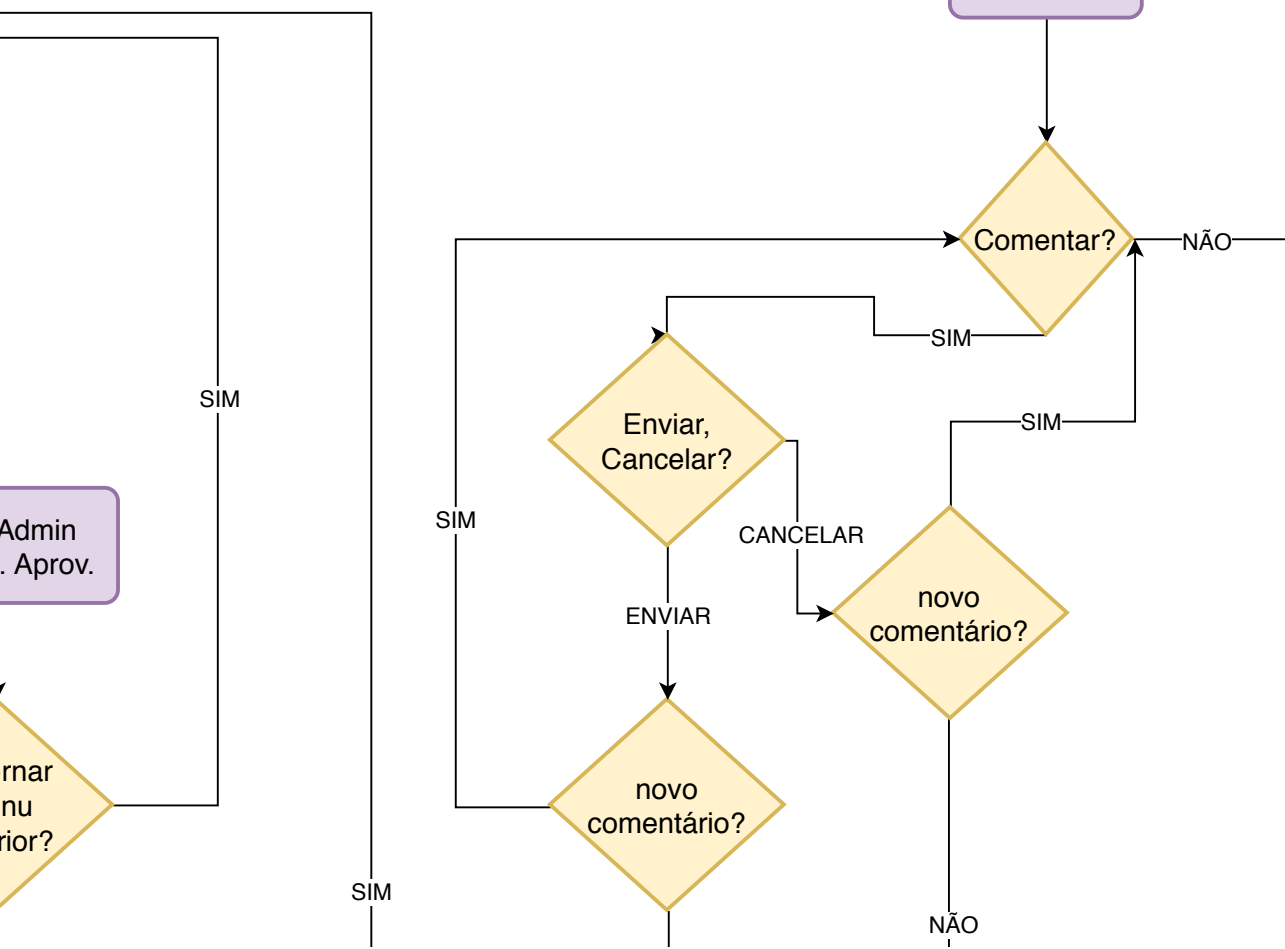 Comentar?
NÃO
SIM
SIM
Enviar,
Cancelar?
SIM
SIM
CANCELAR
Admin
. Aprov.
novo
comentário?
ENVIAR
rnar
nu
rior?
novo
comentário?
SIM
NÃO